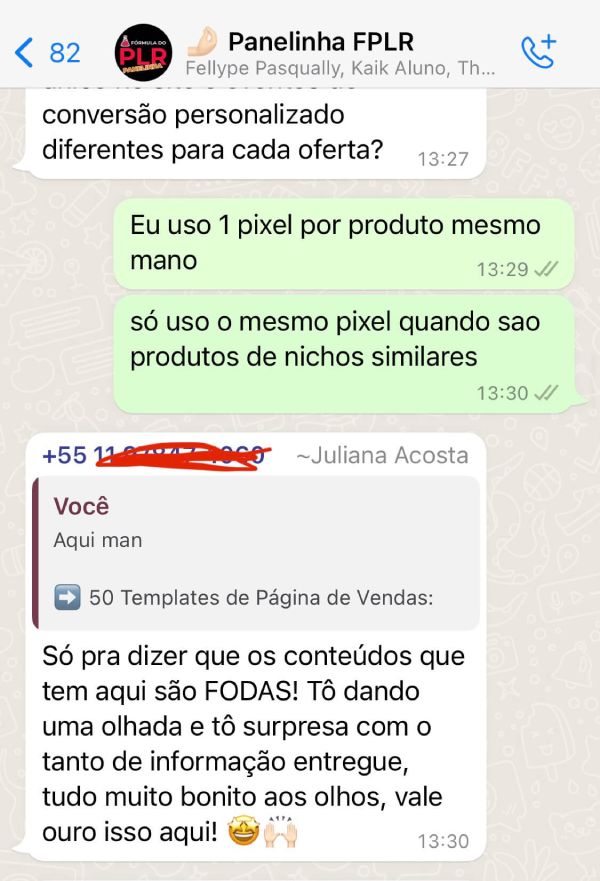 82
FÓRMULA DO
PLR
PANELINHA
👌🏻 Panelinha FPLR
Fellype Pasqually, Kaik Aluno, Th...
conversão personalizado
diferentes para cada oferta?
13:27
Eu uso 1 pixel por produto mesmo
mano
13:29
só uso o mesmo pixel quando sao
produtos de nichos similares
13:30
+55 11 ~Juliana Acosta
Você
Aqui man
➡️ 50 Templates de Página de Vendas:
Só pra dizer que os conteúdos que
tem aqui são FODAS! Tô dando
uma olhada e tô surpresa com o
tanto de informação entregue,
tudo muito bonito aos olhos, vale
ouro isso aqui! 🤩🙌🏻
13:30